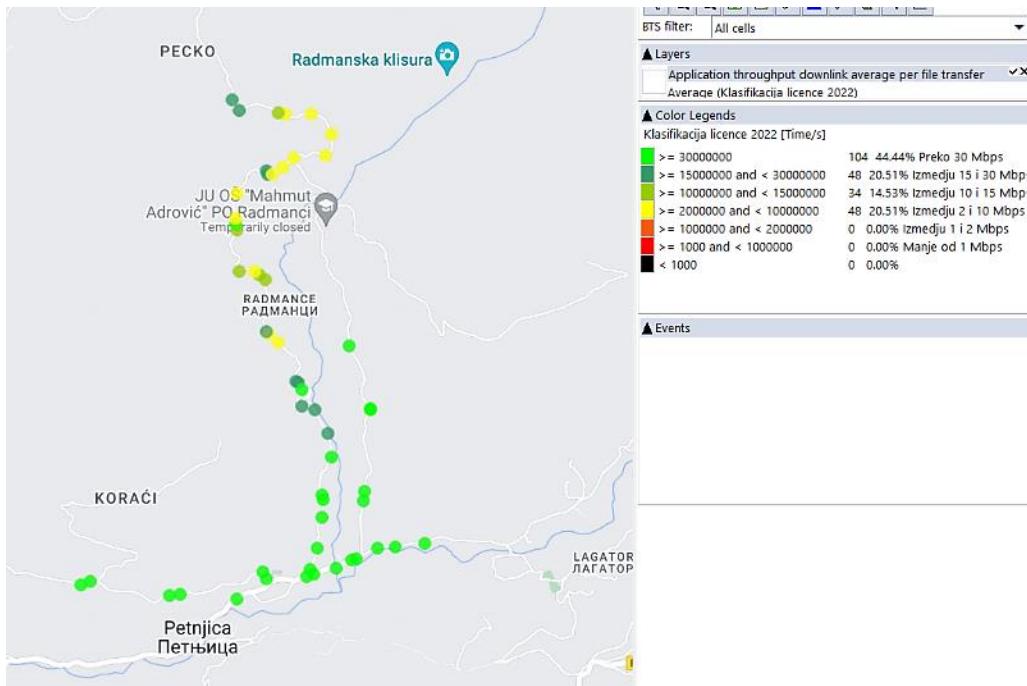 PECKO
Radmanska klisura
JU OŠ "Mahmut
Adrović" PO Radmanci
Temporarily closed
RADMANCE
РАДМАНЦИ
KORAĆI
LAGATOR
ЛАГАТОР
Petnjica
Петњица
BTS filter: All cells
Layers
Application throughput downlink average per file transfer
Average (Klasifikacija licence 2022)
Color Legends
Klasifikacija licence 2022 [Time/s]
>= 30000000 104 44.44% Preko 30 Mbps
>= 15000000 and < 30000000 48 20.51% Izmedju 15 i 30 Mbp
>= 10000000 and < 15000000 34 14.53% Izmedju 10 i 15 Mbp
>= 2000000 and < 10000000 48 20.51% Izmedju 2 i 10 Mbps
>= 1000000 and < 2000000 0 0.00% Izmedju 1 i 2 Mbps
>= 1000 and < 1000000 0 0.00% Manje od 1 Mbps
< 1000 0 0.00%
Events